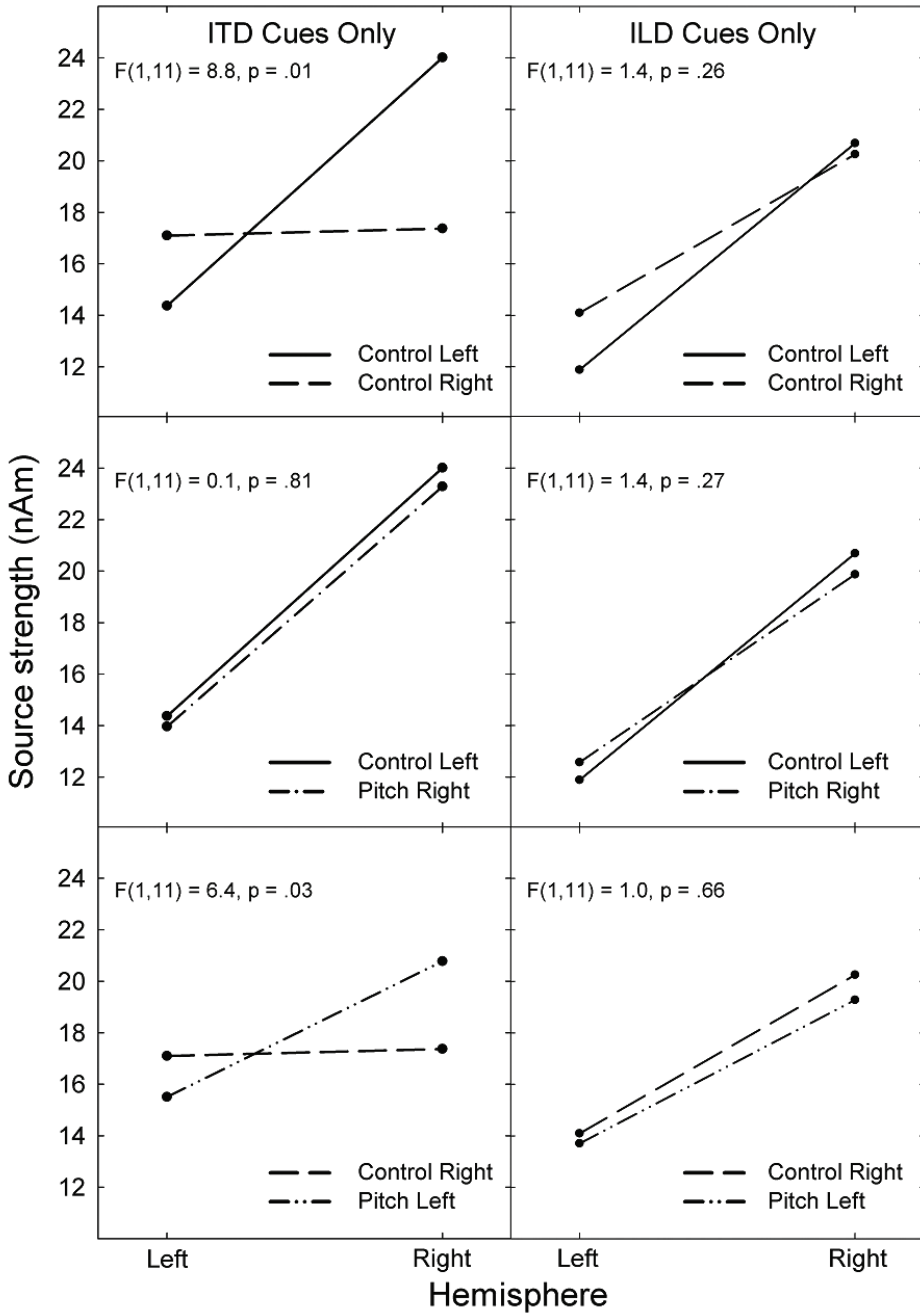 ITD Cues Only
ILD Cues Only
F(1,11) = 8.8, p = .01
F(1,11) = 1.4, p = .26
24
22
20
18
16
14
12
Control Left
Control Right
Control Left
Control Right
F(1,11) = 0.1, p = .81
F(1,11) = 1.4, p = .27
24
22
20
18
16
14
12
Control Left
Pitch Right
Control Left
Pitch Right
Source strength (nAm)
F(1,11) = 6.4, p = .03
F(1,11) = 1.0, p = .66
24
22
20
18
16
14
12
Control Right
Pitch Left
Control Right
Pitch Left
Left
Right
Left
Right
Hemisphere